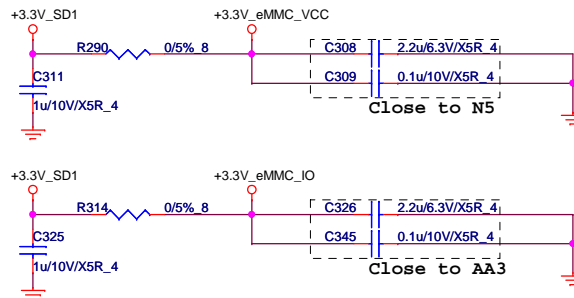 +3.3V_SD1 +3.3V_eMMC_VCC
R290 0/5%_8 C308 2.2u/6.3V/X5R_4
C311 C309 0.1u/10V/X5R_4
1u/10V/X5R_4 Close to N5
+3.3V_SD1 +3.3V_eMMC_IO
R314 0/5%_8 C326 2.2u/6.3V/X5R_4
C325 C345 0.1u/10V/X5R_4
1u/10V/X5R_4 Close to AA3